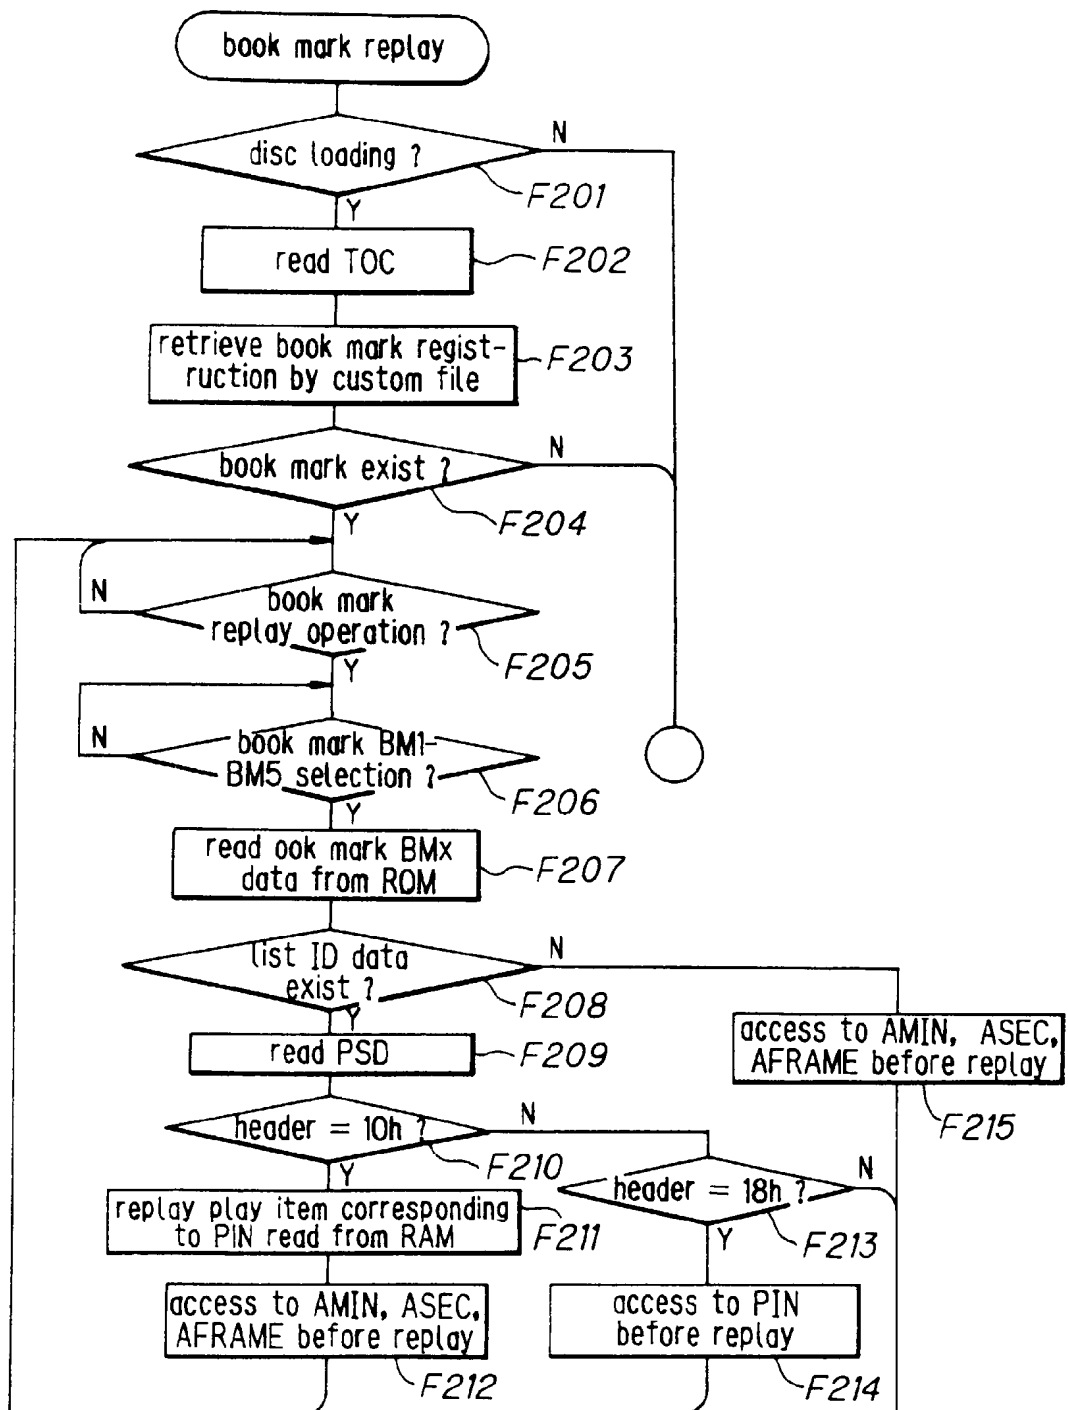 book mark replay
disc loading ?
N
F201
Y
read TOC
F202
retrieve book mark regist-
ruction by custom file
F203
book mark exist ?
N
F204
Y
N
book mark
replay operation ?
F205
Y
N
book mark BM1-
BM5 selection ?
F206
Y
read ook mark BMx
data from ROM
F207
list ID data
exist ?
N
F208
Y
read PSD
F209
access to AMIN, ASEC,
AFRAME before replay
F215
header = 10h ?
N
F210
Y
header = 18h ?
N
F213
Y
replay play item corresponding
to PIN read from RAM
F211
access to AMIN, ASEC,
AFRAME before replay
F212
access to PIN
before replay
F214